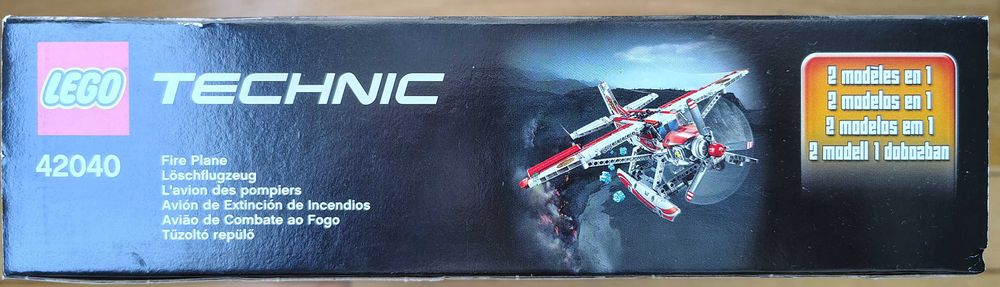 LEGO
TECHNIC
42040
Fire Plane
Löschflugzeug
L'avion des pompiers
Avión de Extinción de Incendios
Avião de Combate ao Fogo
Tűzoltó repülő
2 modèles en 1
2 modelos en 1
2 modelos em 1
2 modell 1 dobozban